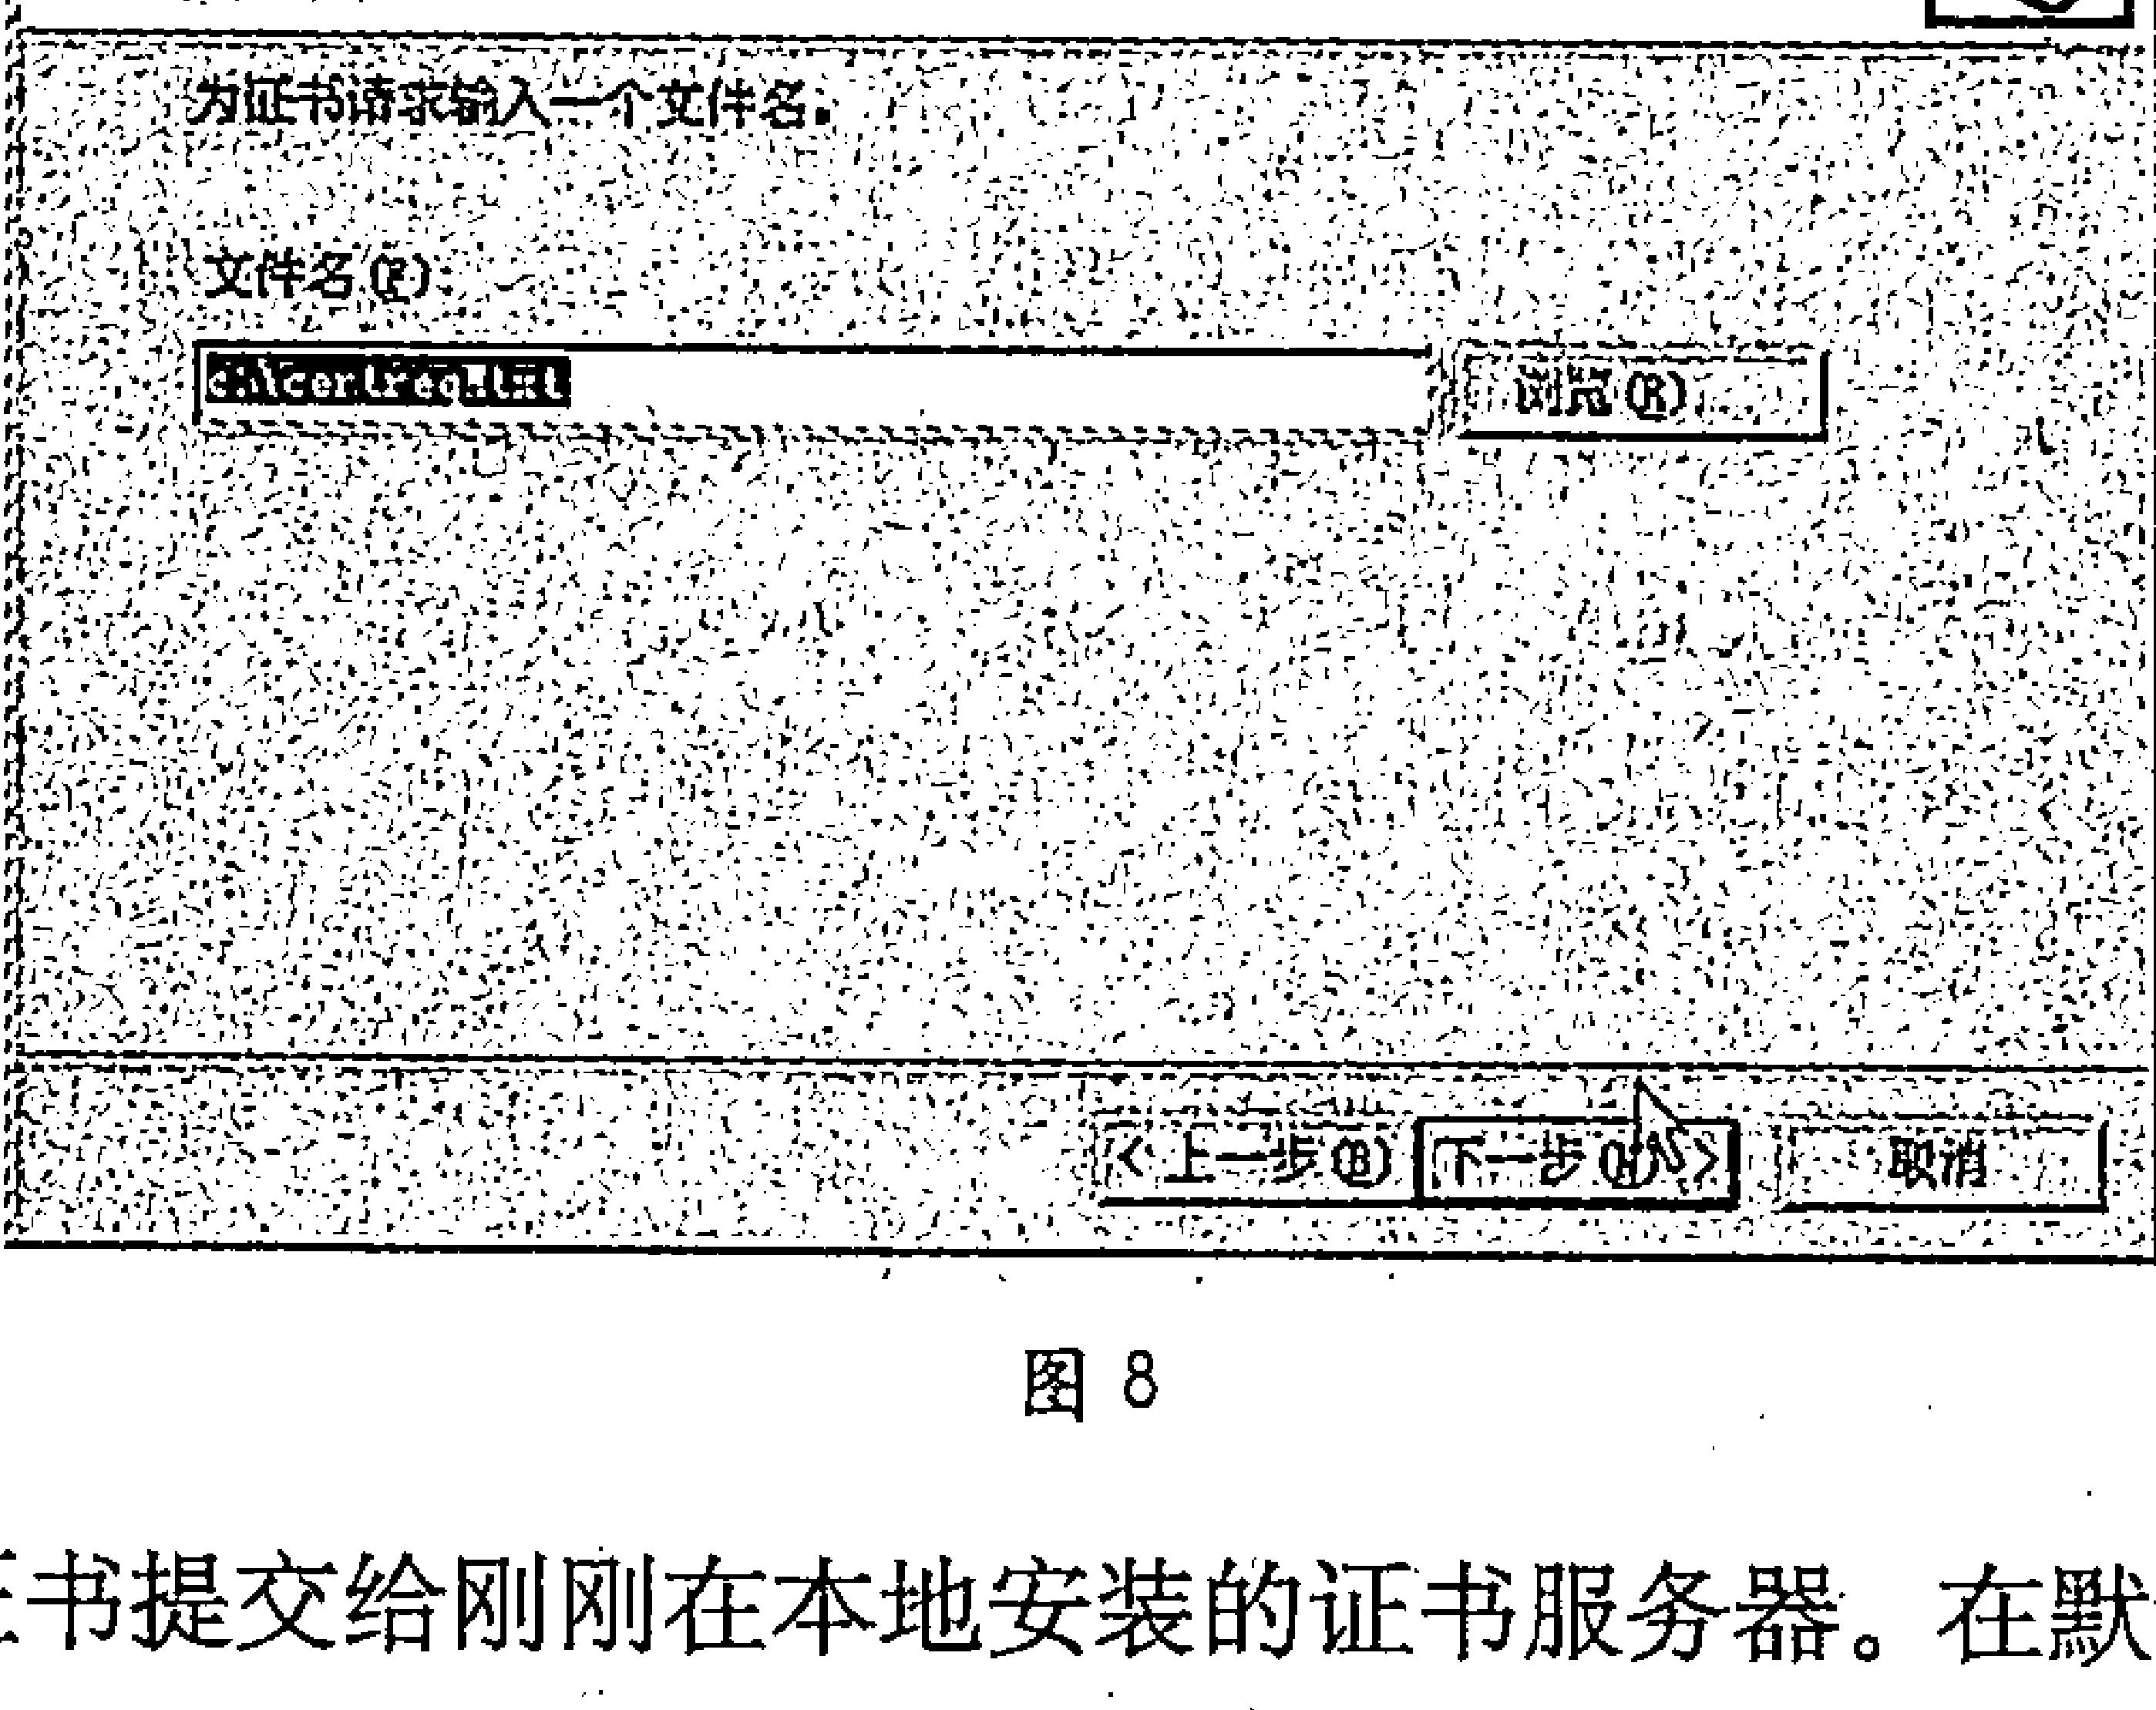 为证书请求输入一个文件名。
文件名(F):
c:\certreq.txt
浏览(R)
<上一步(B)
下一步(N)>
取消
图 8
证书提交给刚刚在本地安装的证书服务器。在默